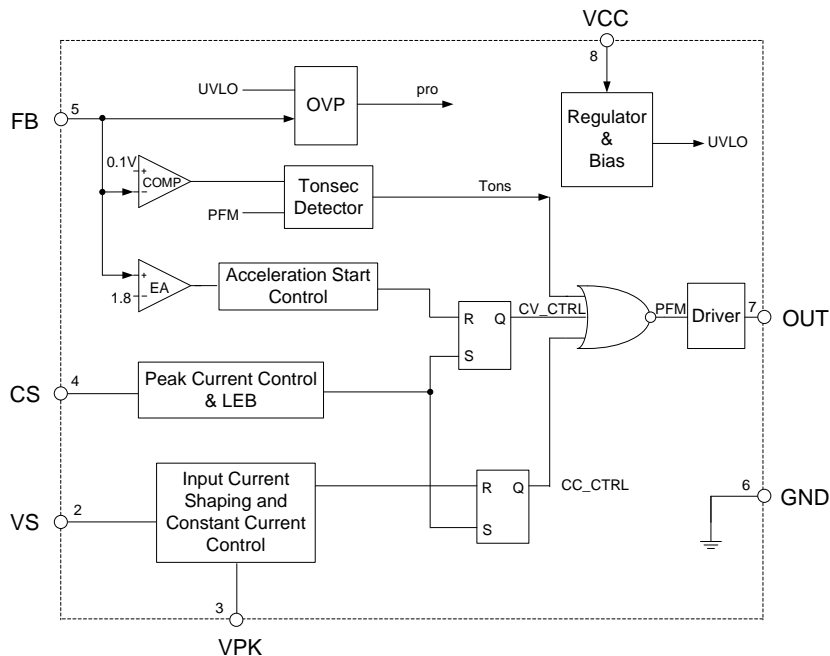 VCC
8
UVLO
OVP
pro
FB
5
Regulator
&
Bias
UVLO
0.1V
+
COMP
−
Tonsec
Detector
PFM
Tons
+
EA
1.8
−
Acceleration Start
Control
R
Q
S
CV_CTRL
PFM
Driver
7
OUT
CS
4
Peak Current Control
& LEB
VS
2
Input Current
Shaping and
Constant Current
Control
R
Q
S
CC_CTRL
6
GND
3
VPK